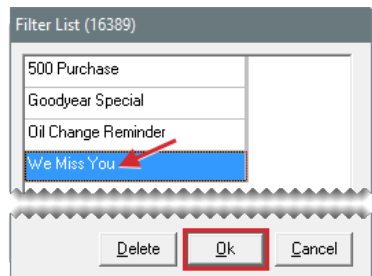 Filter List (16389)
500 Purchase
Goodyear Special
Oil Change Reminder
We Miss You
Delete Ok Cancel